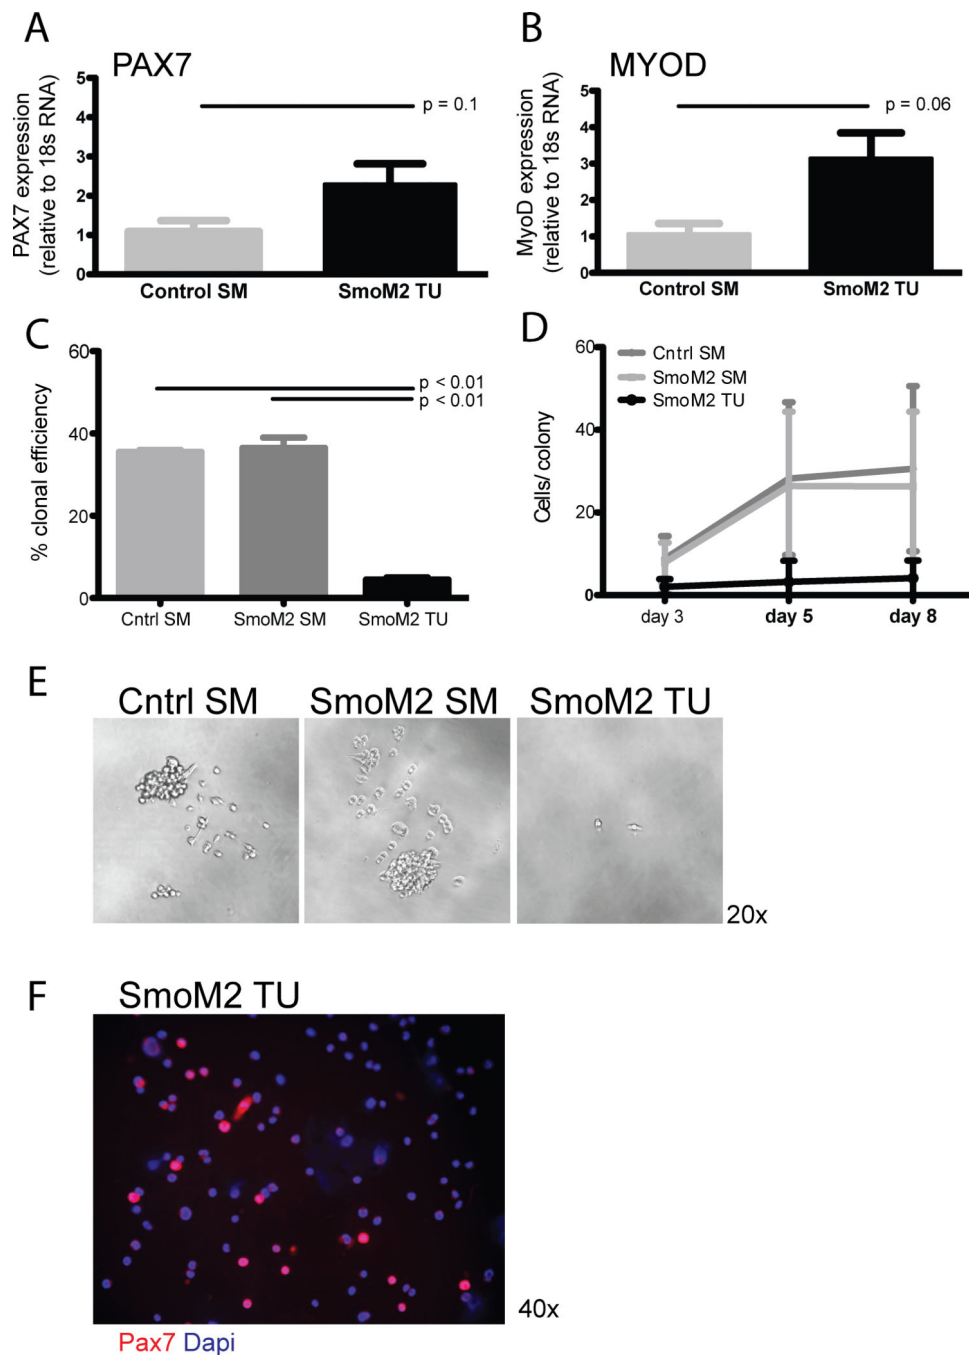 A
PAX7
PAX7 expression
(relative to 18s RNA)
5
4
3
2
1
0
p = 0.1
Control SM
SmoM2 TU
B
MYOD
MyoD expression
(relative to 18s RNA)
5
4
3
2
1
0
p = 0.06
Control SM
SmoM2 TU
C
% clonal efficiency
60
40
20
0
p < 0.01
p < 0.01
Cntrl SM
SmoM2 SM
SmoM2 TU
D
Cells/colony
60
40
20
0
Cntrl SM
SmoM2 SM
SmoM2 TU
day 3
day 5
day 8
E
Cntrl SM
SmoM2 SM
SmoM2 TU
20x
F
SmoM2 TU
40x
Pax7 Dapi